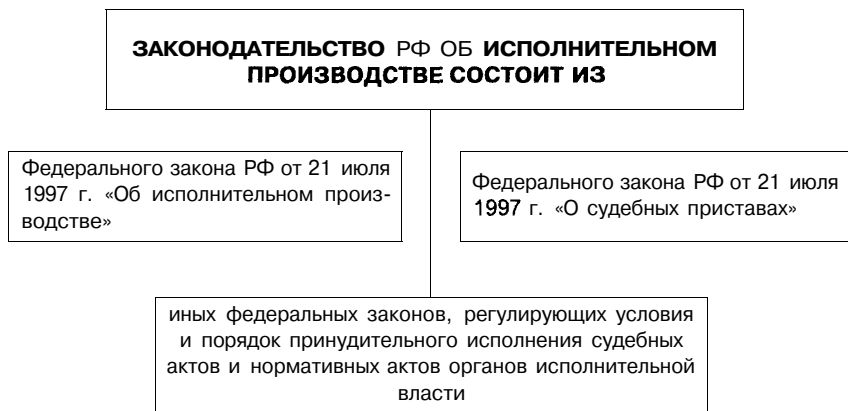 ЗАКОНОДАТЕЛЬСТВО РФ ОБ ИСПОЛНИТЕЛЬНОМ
ПРОИЗВОДСТВЕ СОСТОИТ ИЗ
Федерального закона РФ от 21 июля
1997 г. «Об исполнительном произ-
водстве»
Федерального закона РФ от 21 июля
1997 г. «О судебных приставах»
иных федеральных законов, регулирующих условия
и порядок принудительного исполнения судебных
актов и нормативных актов органов исполнительной
власти